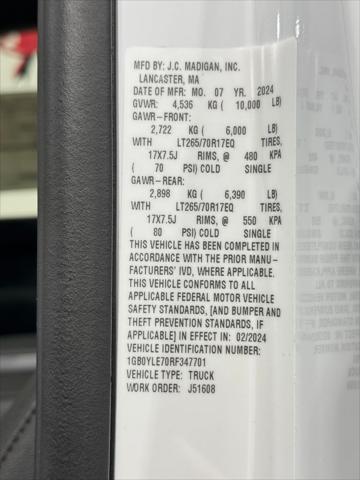 MFD BY: J.C. MADIGAN, INC.
LANCASTER, MA
DATE OF MFR: MO. 07 YR. 2024
GVWR: 4,536 KG ( 10,000 LB)
GAWR-FRONT:
2,722 KG ( 6,000 LB)
WITH LT265/70R17EQ TIRES,
17X7.5J RIMS, @ 480 KPA
( 70 PSI) COLD SINGLE
GAWR-REAR:
2,898 KG ( 6,390 LB)
WITH LT265/70R17EQ TIRES,
17X7.5J RIMS, @ 550 KPA
( 80 PSI) COLD SINGLE
THIS VEHICLE HAS BEEN COMPLETED IN
ACCORDANCE WITH THE PRIOR MANU-
FACTURERS' IVD, WHERE APPLICABLE.
THIS VEHICLE CONFORMS TO ALL
APPLICABLE FEDERAL MOTOR VEHICLE
SAFETY STANDARDS, [AND BUMPER AND
THEFT PREVENTION STANDARDS, IF
APPLICABLE] IN EFFECT IN: 02/2024
VEHICLE IDENTIFICATION NUMBER:
1GB0YLE70RF347701
VEHICLE TYPE: TRUCK
WORK ORDER: J51608